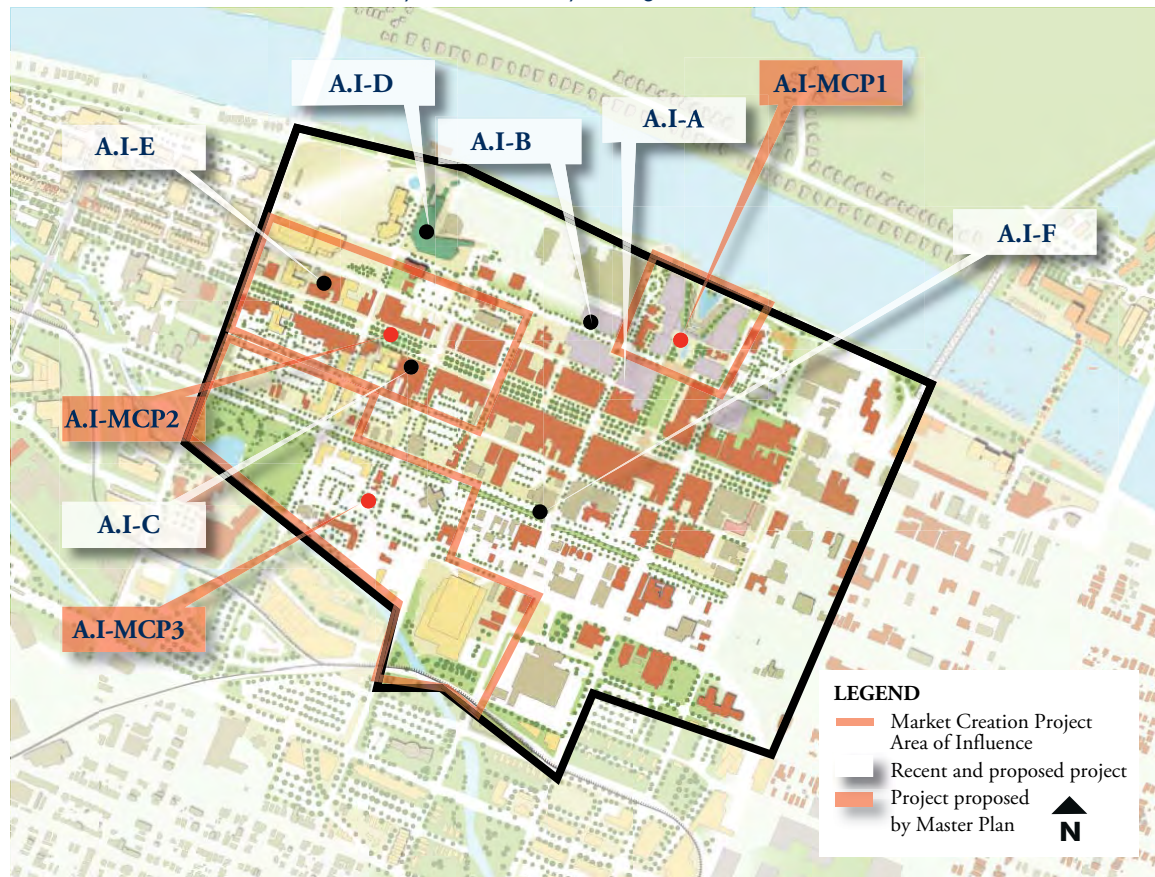 A.I-D
A.I-MCP1
A.I-A
A.I-B
A.I-E
A.I-F
A.I-MCP2
A.I-C
A.I-MCP3
LEGEND
Market Creation Project
Area of Influence
Recent and proposed project
Project proposed
by Master Plan
N